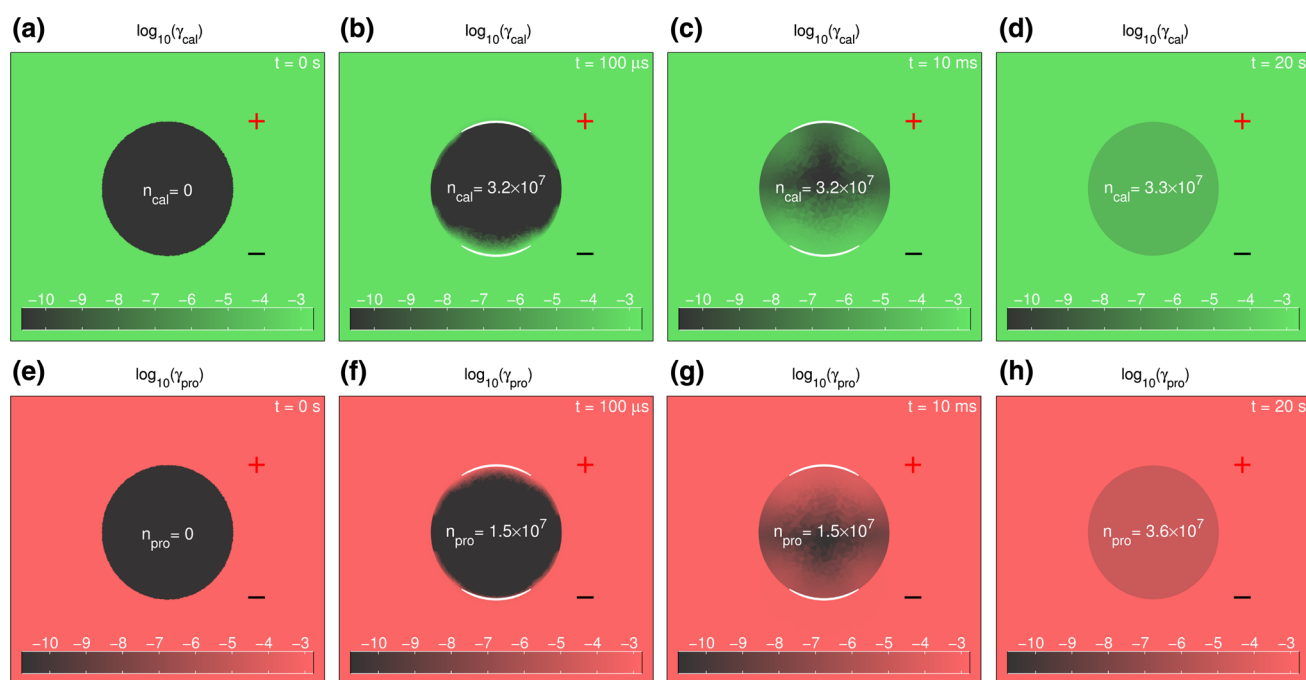 (a) log10(γcal)
t = 0 s
+
ncal= 0
−
−10 −9 −8 −7 −6 −5 −4 −3
(b) log10(γcal)
t = 100 μs
+
ncal= 3.2×10^7
−
−10 −9 −8 −7 −6 −5 −4 −3
(c) log10(γcal)
t = 10 ms
+
ncal= 3.2×10^7
−
−10 −9 −8 −7 −6 −5 −4 −3
(d) log10(γcal)
t = 20 s
+
ncal= 3.3×10^7
−
−10 −9 −8 −7 −6 −5 −4 −3
(e) log10(γpro)
t = 0 s
+
npro= 0
−
−10 −9 −8 −7 −6 −5 −4 −3
(f) log10(γpro)
t = 100 μs
+
npro= 1.5×10^7
−
−10 −9 −8 −7 −6 −5 −4 −3
(g) log10(γpro)
t = 10 ms
+
npro= 1.5×10^7
−
−10 −9 −8 −7 −6 −5 −4 −3
(h) log10(γpro)
t = 20 s
+
npro= 3.6×10^7
−
−10 −9 −8 −7 −6 −5 −4 −3